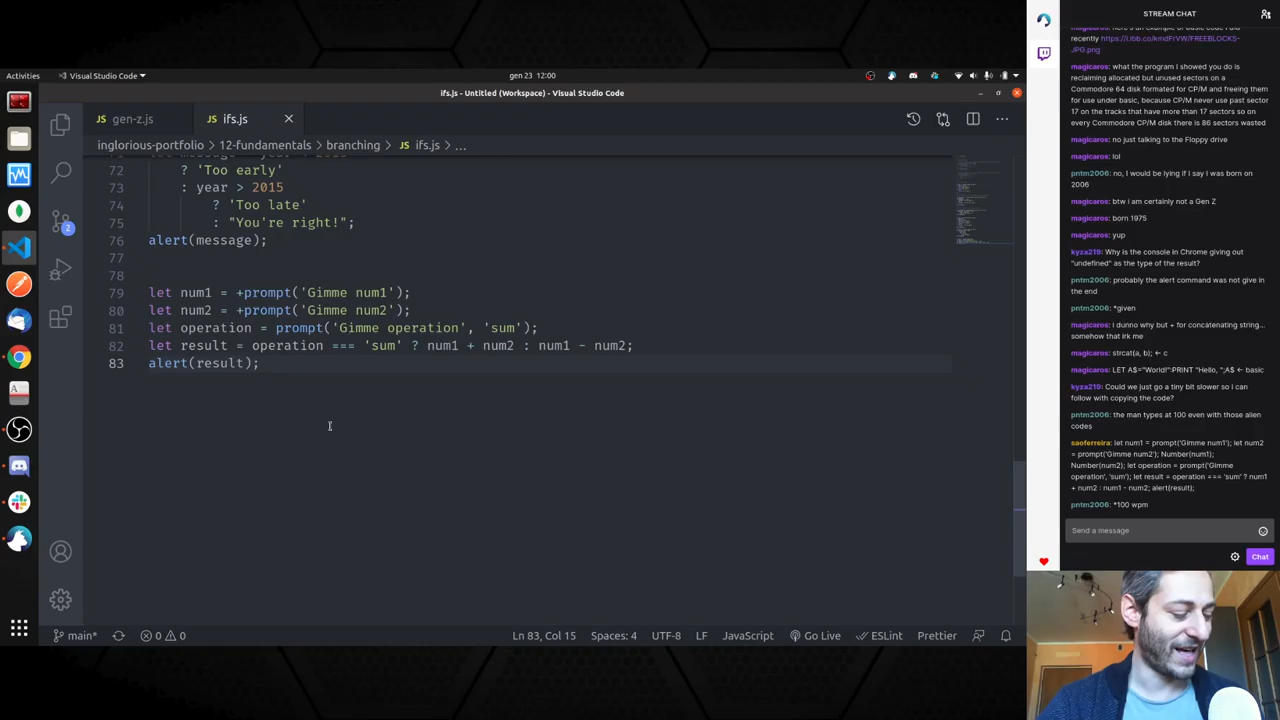 Activities
Visual Studio Code
gen 23 12:00
ifs.js - Untitled (Workspace) - Visual Studio Code
gen-z.js
ifs.js
inglorious-portfolio > 12-fundamentals > branching > ifs.js > ...
72 ? 'Too early'
73 : year > 2015
74 ? 'Too late'
75 : "You're right!";
76 alert(message);
77
78
79 let num1 = +prompt('Gimme num1');
80 let num2 = +prompt('Gimme num2');
81 let operation = prompt('Gimme operation', 'sum');
82 let result = operation === 'sum' ? num1 + num2 : num1 - num2;
83 alert(result);
2
main*
0 0
Ln 83, Col 15
Spaces: 4
UTF-8
LF
JavaScript
Go Live
ESLint
Prettier
STREAM CHAT
recently https://i.ibb.co/kmdFrVW/FREEBLOCKS-
JPG.png
magicaros: what the program I showed you do is
reclaiming allocated but unused sectors on a
Commodore 64 disk formated for CP/M and freeing them
for use under basic, because CP/M never use past sector
17 on the tracks that have more than 17 sectors so on
every Commodore CP/M disk there is 86 sectors wasted
magicaros: no just talking to the Floppy drive
magicaros: lol
pntm2006: no, I would be lying if I say I was born on
2006
magicaros: btw i am certainly not a Gen Z
magicaros: born 1975
magicaros: yup
kyza219: Why is the console in Chrome giving out
"undefined" as the type of the result?
pntm2006: probably the alert command was not give in
the end
pntm2006: *given
magicaros: I dunno why but + for concatenating string...
somehow that irk me
magicaros: strcat(a, b); <- c
magicaros: LET A$="World!":PRINT "Hello, ";A$ <- basic
kyza219: Could we just go a tiny bit slower so I can
follow with copying the code?
pntm2006: the man types at 100 even with those alien
codes
saoferreira: let num1 = prompt('Gimme num1'); let num2
= prompt('Gimme num2'); Number(num1);
Number(num2); let operation = prompt('Gimme
operation', 'sum'); let result = operation === 'sum' ? num1
+ num2 : num1 - num2; alert(result);
pntm2006: *100 wpm
Send a message
Chat